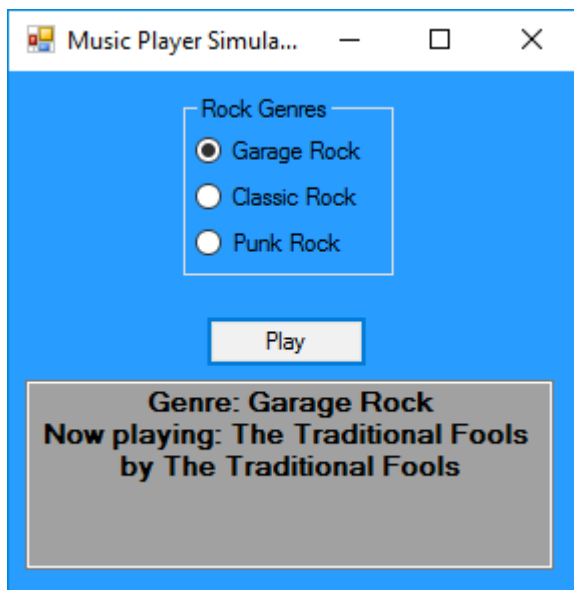 Music Player Simula...
Rock Genres
Garage Rock
Classic Rock
Punk Rock
Play
Genre: Garage Rock
Now playing: The Traditional Fools
by The Traditional Fools